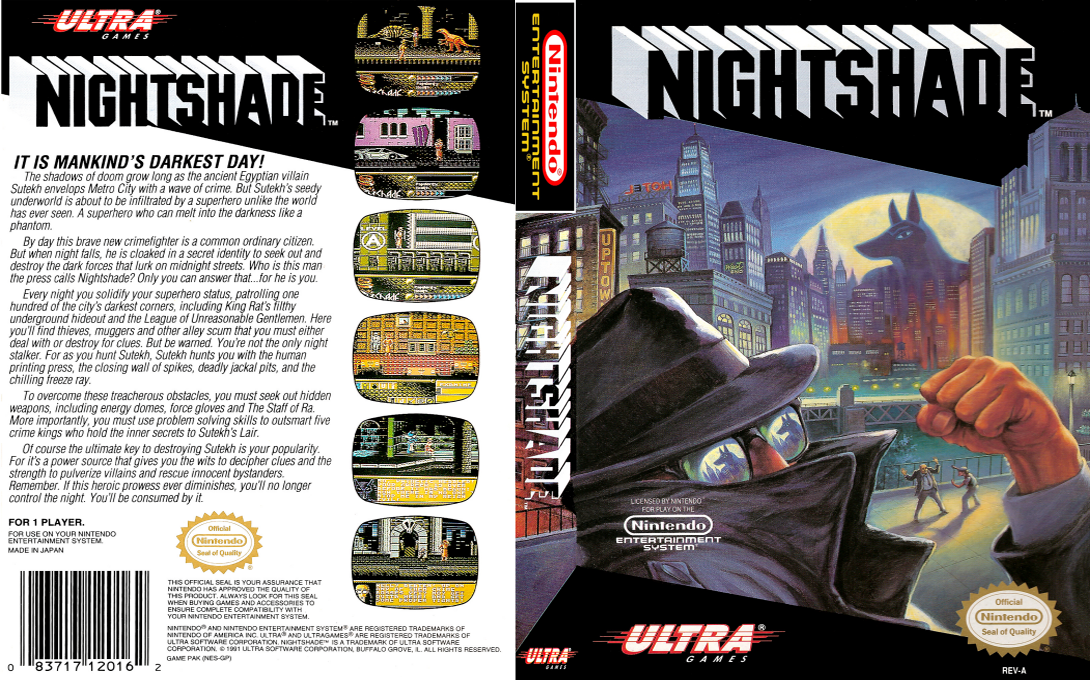 ULTRA®
GAMES
NIGHTSHADE™
IT IS MANKIND'S DARKEST DAY!
The shadows of doom grow long as the ancient Egyptian villain
Sutekh envelops Metro City with a wave of crime. But Sutekh's seedy
underworld is about to be infiltrated by a superhero unlike the world
has ever seen. A superhero who can melt into the darkness like a
phantom.
By day this brave new crimefighter is a common ordinary citizen.
But when night falls, he is cloaked in a secret identity to seek out and
destroy the dark forces that lurk on midnight streets. Who is this man
the press calls Nightshade? Only you can answer that...for he is you.
Every night you solidify your superhero status, patrolling one
hundred of the city's darkest corners, including King Rat's filthy
underground hideout and the League of Unreasonable Gentlemen. Here
you'll find thieves, muggers and other alley scum that you must either
deal with or destroy for clues. But be warned. You're not the only night
stalker. For as you hunt Sutekh, Sutekh hunts you with the human
printing press, the closing wall of spikes, deadly jackal pits, and the
chilling freeze ray.
To overcome these treacherous obstacles, you must seek out hidden
weapons, including energy domes, force gloves and The Staff of Ra.
More importantly, you must use problem solving skills to outsmart five
crime kings who hold the inner secrets to Sutekh's Lair.
Of course the ultimate key to destroying Sutekh is your popularity.
For it's a power source that gives you the wits to decipher clues and the
strength to pulverize villains and rescue innocent bystanders.
Remember. If this heroic prowess ever diminishes, you'll no longer
control the night. You'll be consumed by it.
FOR 1 PLAYER.
FOR USE ON YOUR NINTENDO
ENTERTAINMENT SYSTEM.
MADE IN JAPAN
Official
Nintendo
Seal of Quality
THIS OFFICIAL SEAL IS YOUR ASSURANCE THAT
NINTENDO HAS APPROVED THE QUALITY OF
THIS PRODUCT. ALWAYS LOOK FOR THIS SEAL
WHEN BUYING GAMES AND ACCESSORIES TO
ENSURE COMPLETE COMPATIBILITY WITH
YOUR NINTENDO ENTERTAINMENT SYSTEM.
NINTENDO® AND NINTENDO ENTERTAINMENT SYSTEM® ARE REGISTERED TRADEMARKS OF
NINTENDO OF AMERICA INC. ULTRA® AND ULTRAGAMES® ARE REGISTERED TRADEMARKS OF
ULTRA SOFTWARE CORPORATION. NIGHTSHADE™ IS A TRADEMARK OF ULTRA SOFTWARE
CORPORATION. © 1991 ULTRA SOFTWARE CORPORATION, BUFFALO GROVE, IL. ALL RIGHTS RESERVED.
GAME PAK (NES-GP)
0 83717 12016 2
LEVEL
A
Nintendo®
ENTERTAINMENT
SYSTEM®
NIGHTSHADE™
ULTRA®
GAMES
NIGHTSHADE™
HOTEL
UPTOWN
LICENSED BY NINTENDO
FOR PLAY ON THE
Nintendo
ENTERTAINMENT
SYSTEM®
ULTRA®
GAMES
Official
Nintendo
Seal of Quality
REV-A